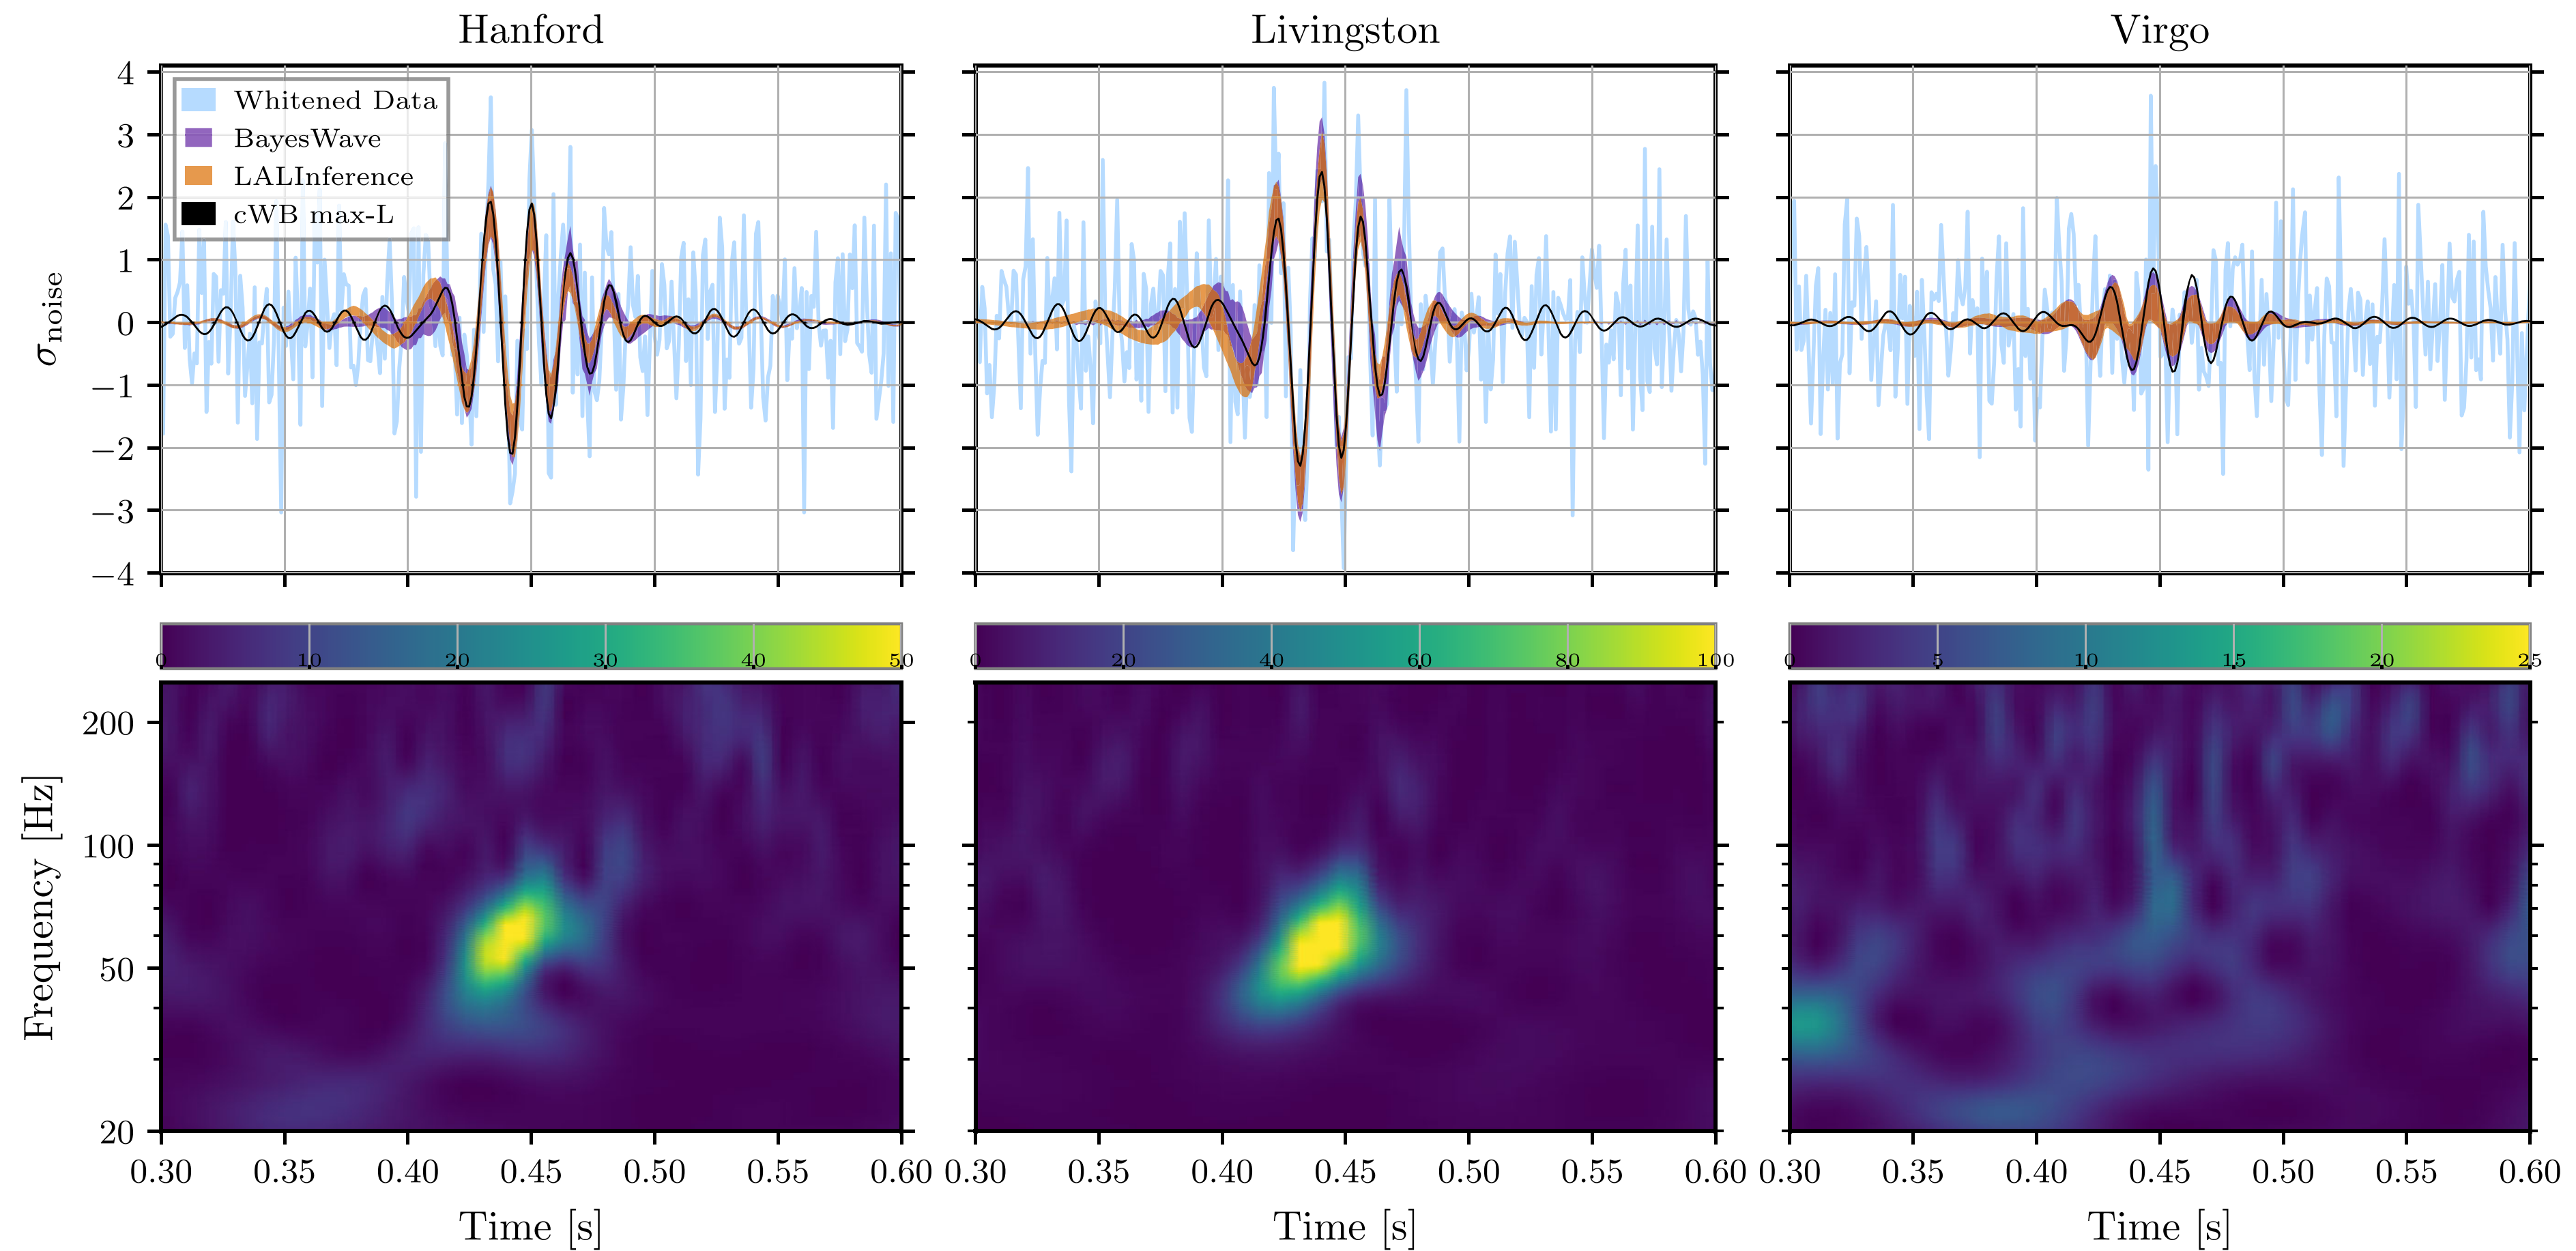 Hanford Livingston Virgo
4
3
2
1
0
−1
−2
−3
−4
σnoise
Whitened Data
BayesWave
LALInference
cWB max-L
0 10 20 30 40 50
0 20 40 60 80 100
0 5 10 15 20 25
200
100
50
20
Frequency [Hz]
0.30 0.35 0.40 0.45 0.50 0.55 0.60
0.30 0.35 0.40 0.45 0.50 0.55 0.60
0.30 0.35 0.40 0.45 0.50 0.55 0.60
Time [s] Time [s] Time [s]